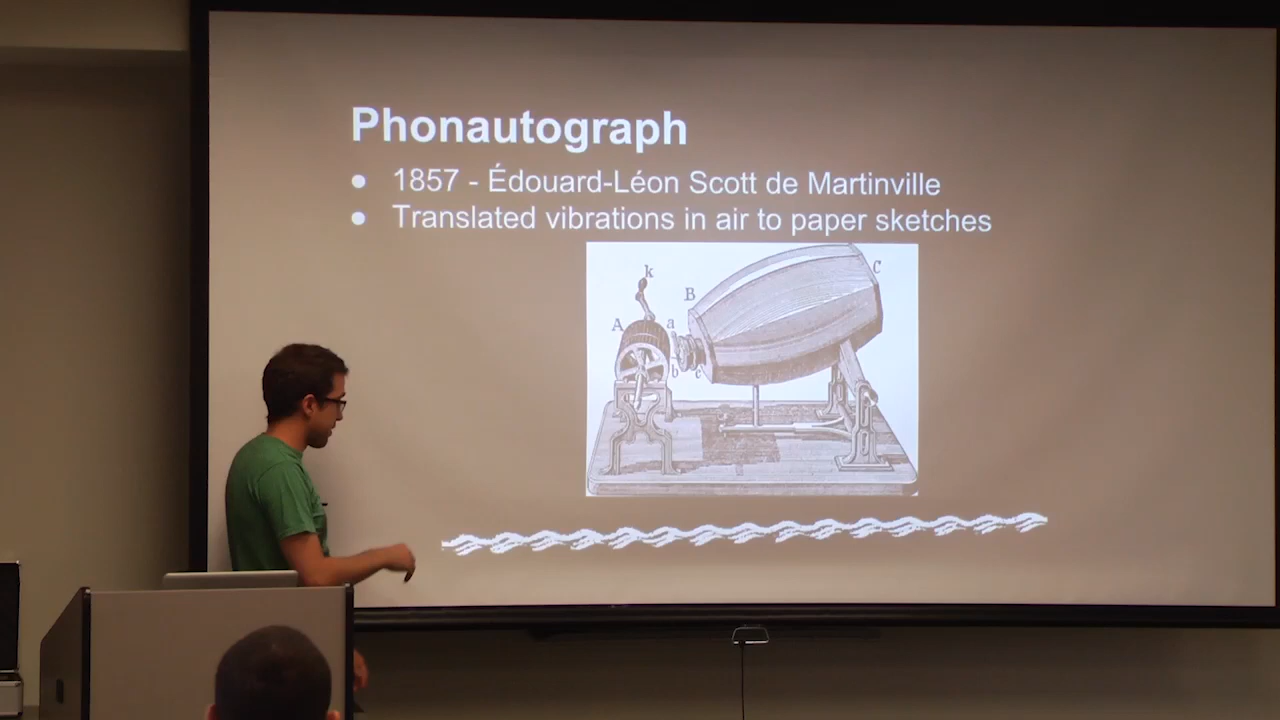 Phonautograph
● 1857 - Édouard-Léon Scott de Martinville
● Translated vibrations in air to paper sketches
k
C
B
A a
b c